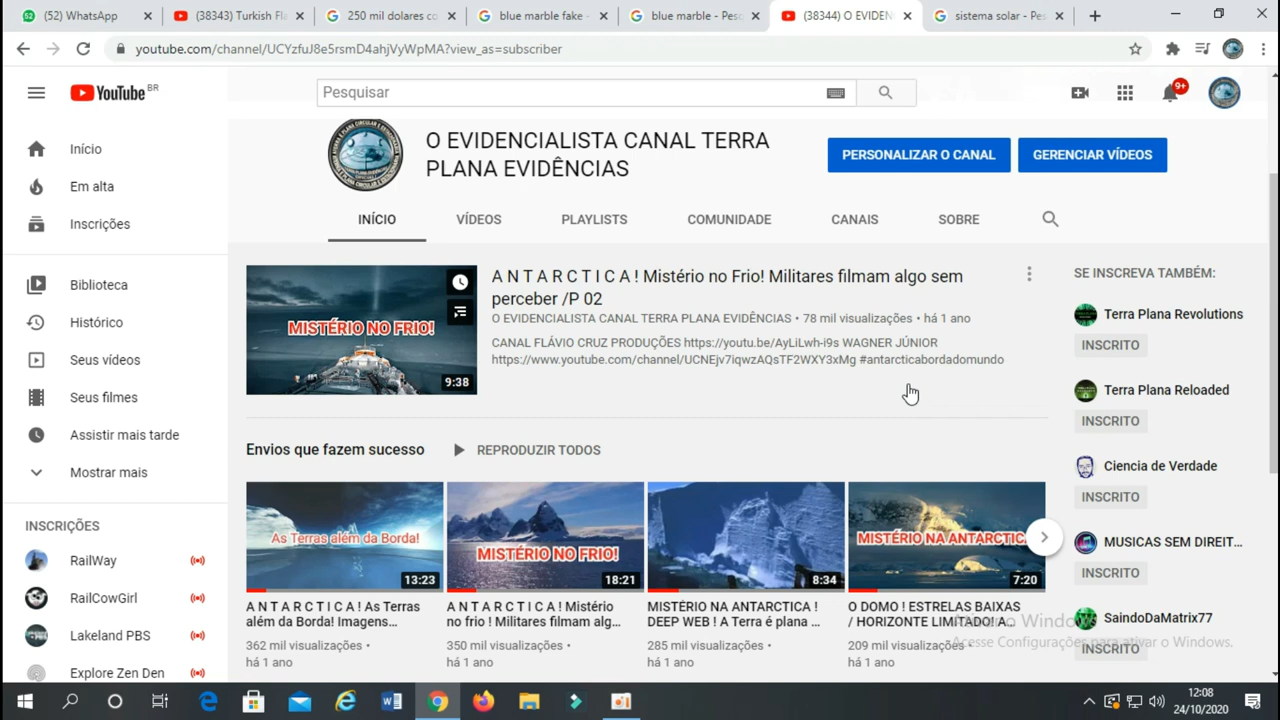 (52) WhatsApp
(38343) Turkish Fl
250 mil dolares co
blue marble fake -
blue marble - Pes
(38344) O EVIDEN
sistema solar - Pes
youtube.com/channel/UCYzfuJ8e5rsmD4ahjVyWpMA?view_as=subscriber
YouTube BR
Pesquisar
9+
Início
Em alta
Inscrições
Biblioteca
Histórico
Seus vídeos
Seus filmes
Assistir mais tarde
Mostrar mais
INSCRIÇÕES
RailWay
RailCowGirl
Lakeland PBS
Explore Zen Den
O EVIDENCIALISTA CANAL TERRA
PLANA EVIDÊNCIAS
PERSONALIZAR O CANAL
GERENCIAR VÍDEOS
INÍCIO
VÍDEOS
PLAYLISTS
COMUNIDADE
CANAIS
SOBRE
MISTÉRIO NO FRIO!
9:38
A N T A R C T I C A ! Mistério no Frio! Militares filmam algo sem
perceber /P 02
O EVIDENCIALISTA CANAL TERRA PLANA EVIDÊNCIAS • 78 mil visualizações • há 1 ano
CANAL FLÁVIO CRUZ PRODUÇÕES https://youtu.be/AyLiLwh-i9s WAGNER JÚNIOR
https://www.youtube.com/channel/UCNEjv7iqwzAQsTF2WXY3xMg #antarcticabordadomundo
Envios que fazem sucesso
REPRODUZIR TODOS
As Terras além da Borda!
13:23
A N T A R C T I C A ! As Terras
além da Borda! Imagens...
362 mil visualizações •
há 1 ano
MISTÉRIO NO FRIO!
18:21
A N T A R C T I C A ! Mistério
no frio ! Militares filmam alg...
350 mil visualizações •
há 1 ano
8:34
MISTÉRIO NA ANTARCTICA !
DEEP WEB ! A Terra é plana ...
285 mil visualizações •
há 1 ano
MISTÉRIO NA ANTARCTICA
7:20
O DOMO ! ESTRELAS BAIXAS
/ HORIZONTE LIMITADO A...
209 mil visualizações •
há 1 ano
SE INSCREVA TAMBÉM:
Terra Plana Revolutions
INSCRITO
Terra Plana Reloaded
INSCRITO
Ciencia de Verdade
INSCRITO
MUSICAS SEM DIREIT...
INSCRITO
SaindoDaMatrix77
INSCRITO
o Windows
Acesse Configurações para ativar o Windows.
12:08
24/10/2020